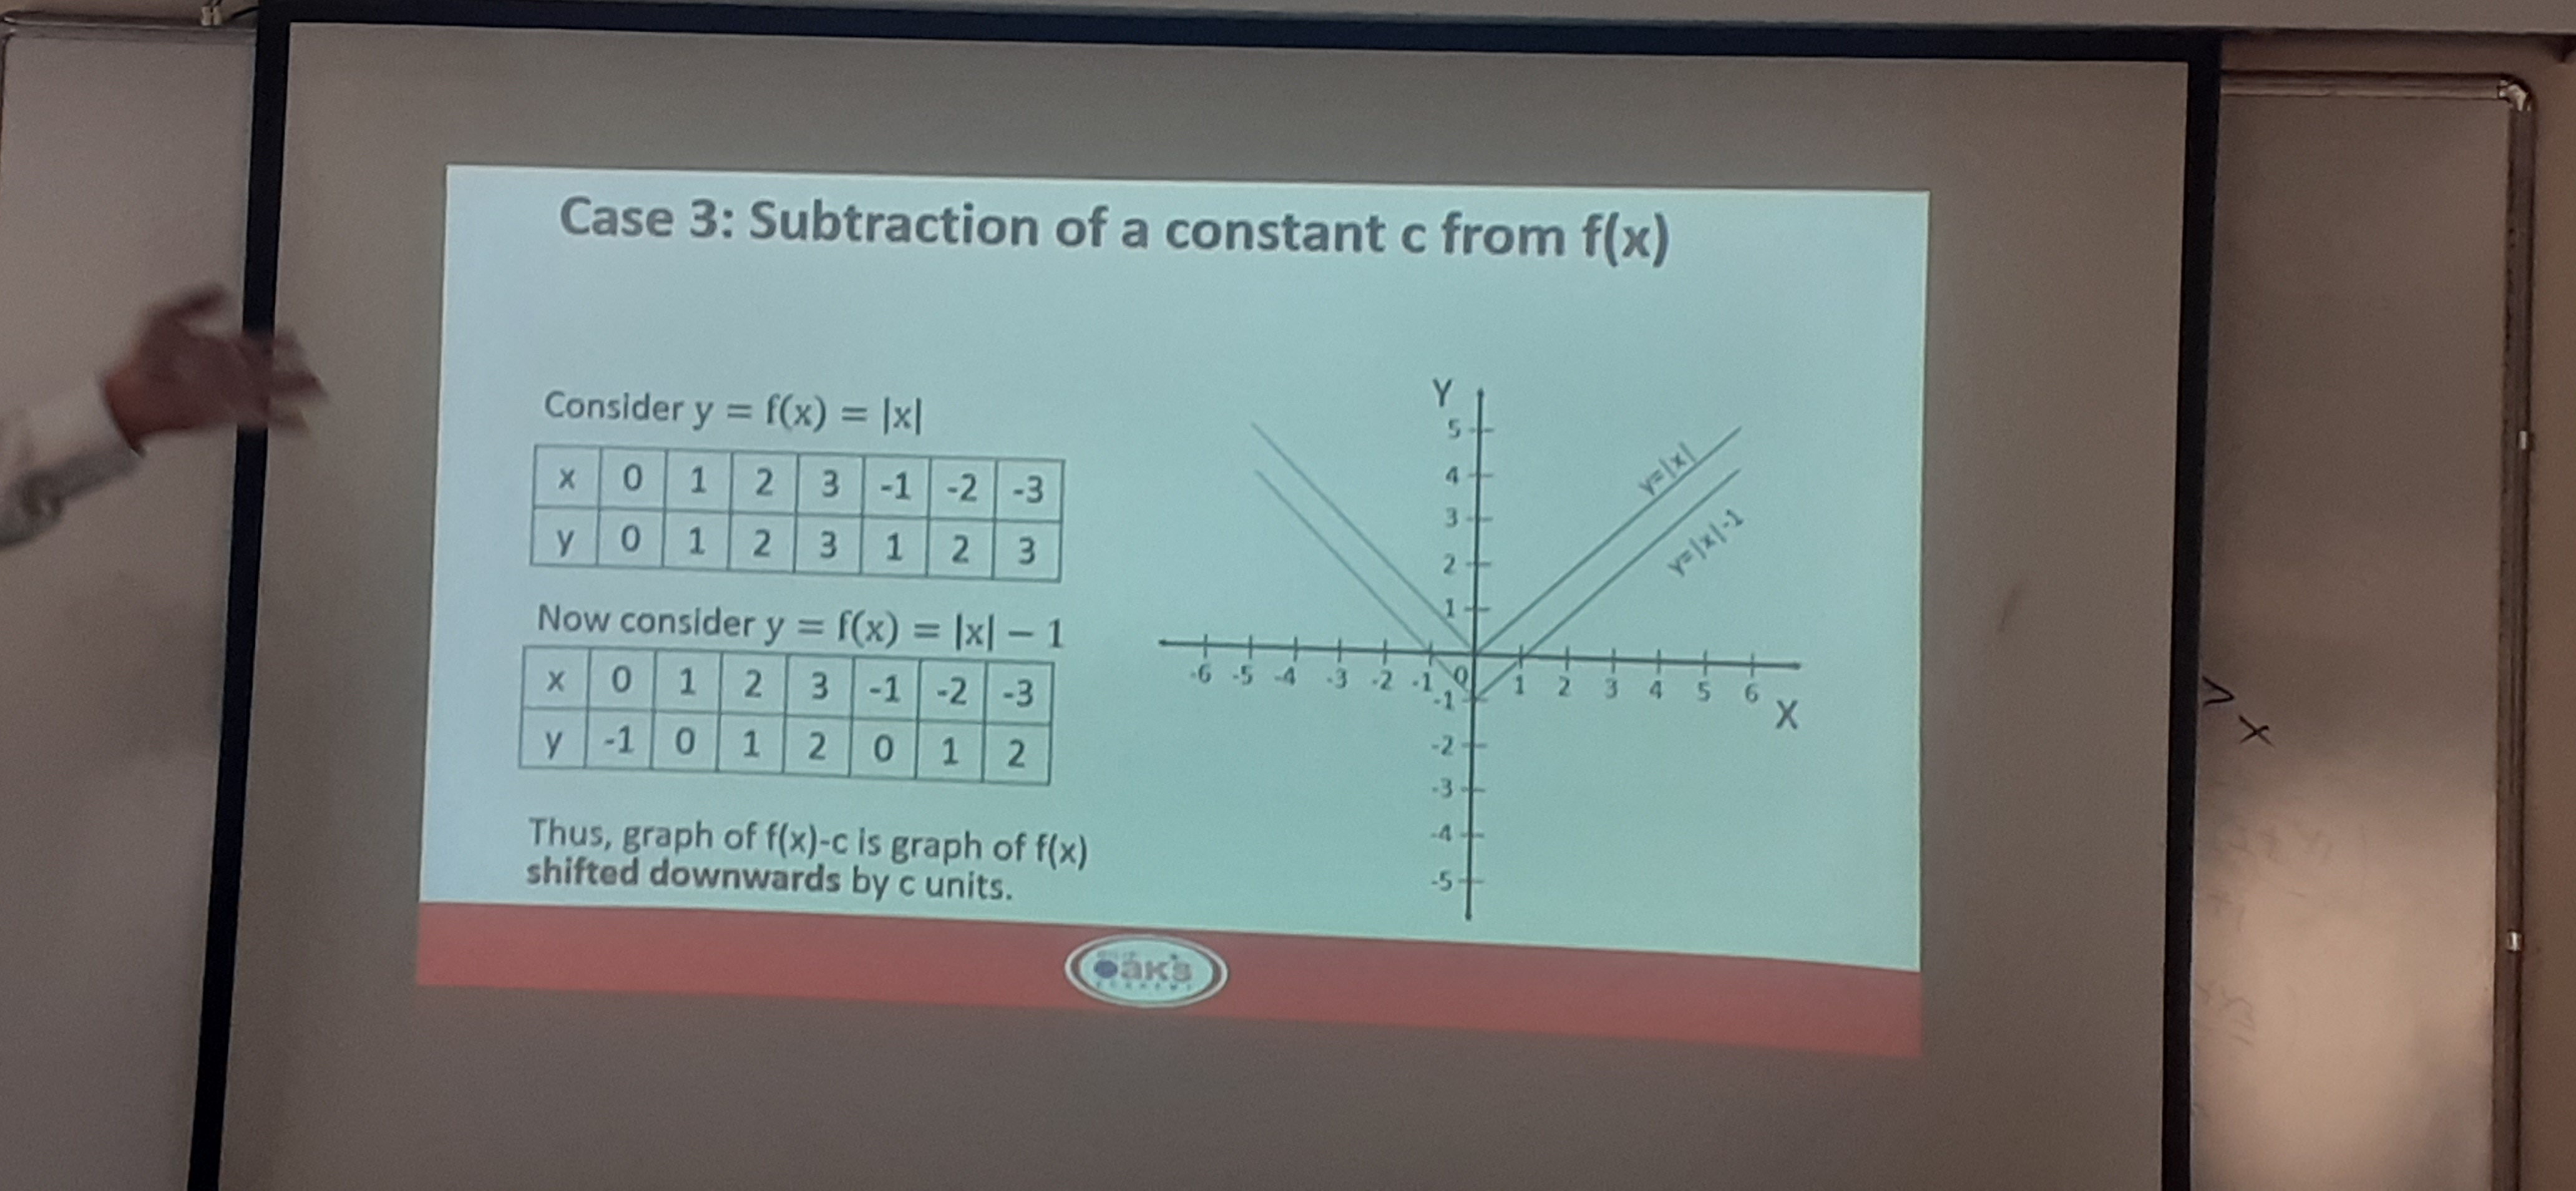 Case 3: Subtraction of a constant c from f(x)
Consider y = f(x) = |x|
x 0 1 2 3 -1 -2 -3
y 0 1 2 3 1 2 3
Now consider y = f(x) = |x| – 1
x 0 1 2 3 -1 -2 -3
y -1 0 1 2 0 1 2
Thus, graph of f(x)-c is graph of f(x)
shifted downwards by c units.
Y
5
4
3
2
1
y=|x|
y=|x|-1
-6 -5 -4 -3 -2 -1 0 1 2 3 4 5 6
X
-1
-2
-3
-4
-5
oak's
x